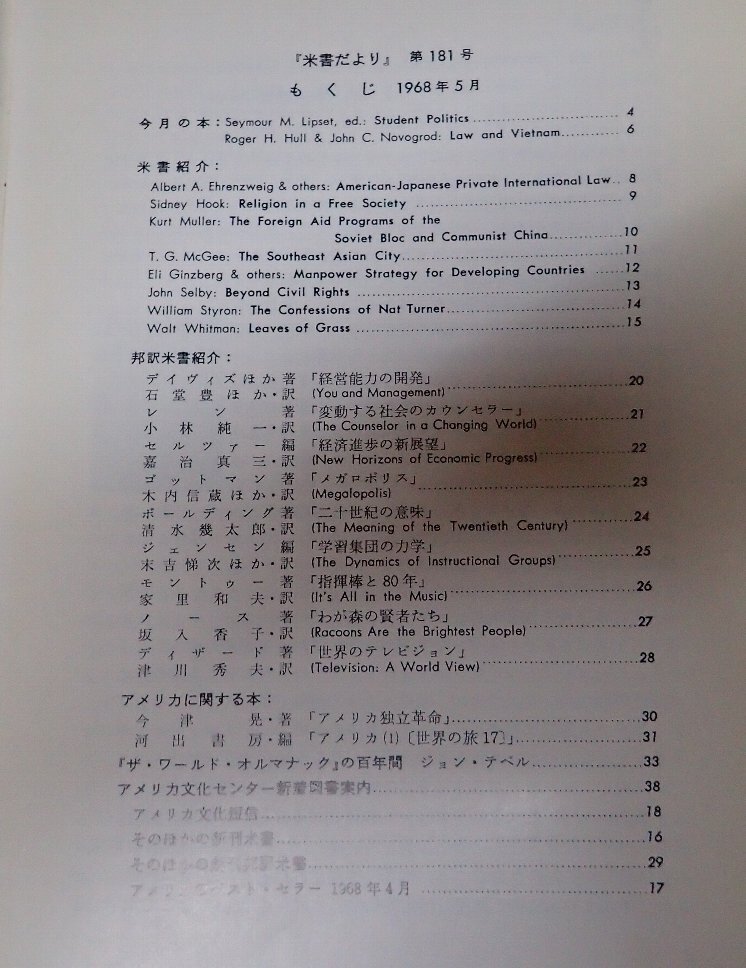 『米書だより』 第181号
もくじ 1968年5月
今月の本：Seymour M. Lipset, ed.: Student Politics ........ 4
Roger H. Hull & John C. Novogrod: Law and Vietnam ........ 6
米書紹介：
Albert A. Ehrenzweig & others: American-Japanese Private International Law.. 8
Sidney Hook: Religion in a Free Society ........ 9
Kurt Muller: The Foreign Aid Programs of the
Soviet Bloc and Communist China ........ 10
T. G. McGee: The Southeast Asian City ........ 11
Eli Ginzberg & others: Manpower Strategy for Developing Countries ...... 12
John Selby: Beyond Civil Rights ........ 13
William Styron: The Confessions of Nat Turner ........ 14
Walt Whitman: Leaves of Grass ........ 15
邦訳米書紹介：
デイヴィズほか著 「経営能力の開発」
石堂豊ほか・訳 (You and Management) ........ 20
レン著 「変動する社会のカウンセラー」
小林純一・訳 (The Counselor in a Changing World) ........ 21
セルツァー編 「経済進歩の新展望」
嘉治真三・訳 (New Horizons of Economic Progress) ........ 22
ゴットマン著 「メガロポリス」
木内信蔵ほか・訳 (Megalopolis) ........ 23
ボールディング著 「二十世紀の意味」
清水幾太郎・訳 (The Meaning of the Twentieth Century) ........ 24
ジェンセン編 「学習集団の力学」
末吉悌次ほか・訳 (The Dynamics of Instructional Groups) ........ 25
モントゥー著 「指揮棒と80年」
家里和夫・訳 (It's All in the Music) ........ 26
ノース著 「わが森の賢者たち」
坂入香子・訳 (Racoons Are the Brightest People) ........ 27
ディザード著 「世界のテレビジョン」
津川秀夫・訳 (Television: A World View) ........ 28
アメリカに関する本：
今津晃・著 「アメリカ独立革命」 ........ 30
河出書房・編 「アメリカ(1)〔世界の旅17〕」 ........ 31
『ザ・ワールド・オルマナック』の百年間 ジョン・テベル ........ 33
アメリカ文化センター新着図書案内 ........ 38
アメリカ文化短信 ........ 18
そのほかの新刊米書 ........ 16
そのほかの新刊邦訳米書 ........ 29
アメリカのベスト・セラー 1968年4月 ........ 17